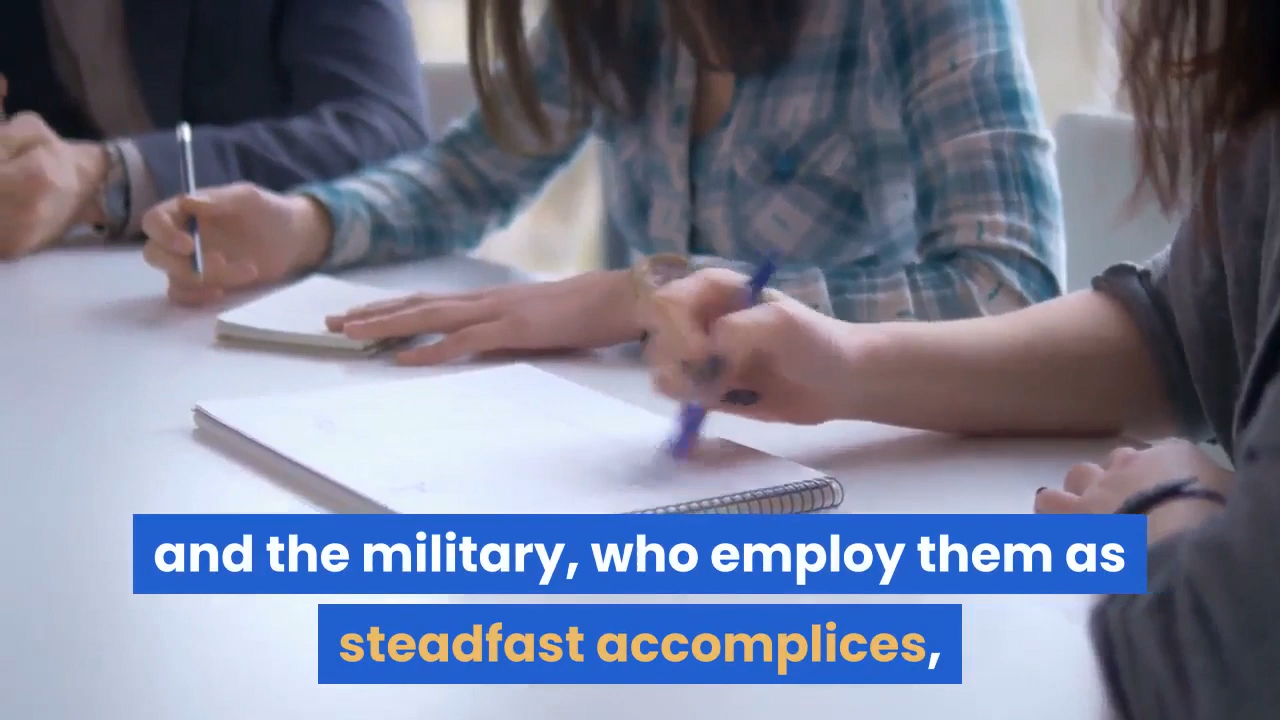 and the military, who employ them as
steadfast accomplices,